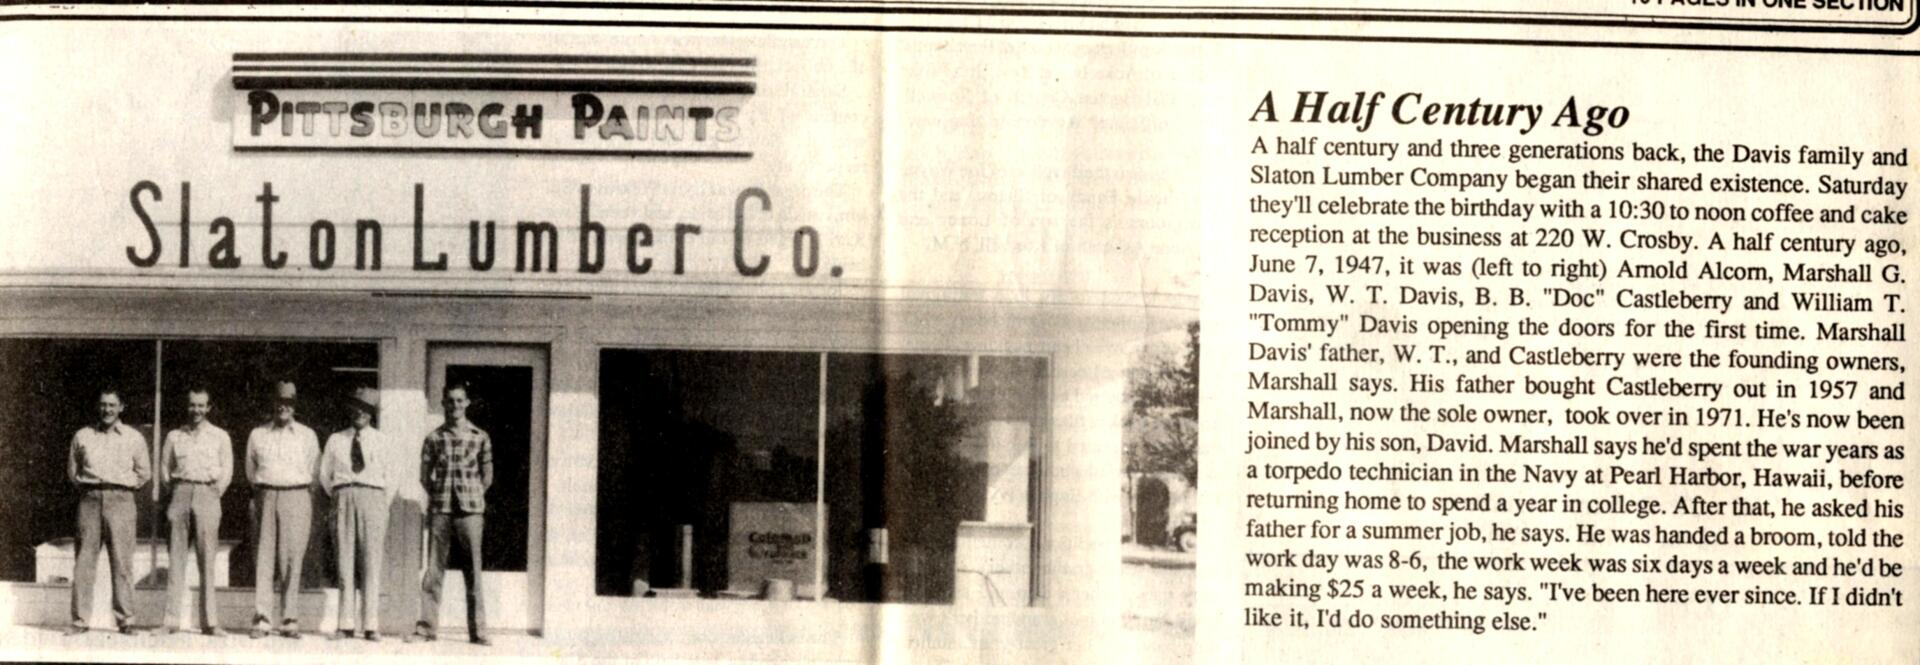 10 PAGES IN ONE SECTION
PITTSBURGH PAINTS
Slaton Lumber Co.
Coleman
A Half Century Ago
A half century and three generations back, the Davis family and
Slaton Lumber Company began their shared existence. Saturday
they'll celebrate the birthday with a 10:30 to noon coffee and cake
reception at the business at 220 W. Crosby. A half century ago,
June 7, 1947, it was (left to right) Arnold Alcorn, Marshall G.
Davis, W. T. Davis, B. B. "Doc" Castleberry and William T.
"Tommy" Davis opening the doors for the first time. Marshall
Davis' father, W. T., and Castleberry were the founding owners,
Marshall says. His father bought Castleberry out in 1957 and
Marshall, now the sole owner, took over in 1971. He's now been
joined by his son, David. Marshall says he'd spent the war years as
a torpedo technician in the Navy at Pearl Harbor, Hawaii, before
returning home to spend a year in college. After that, he asked his
father for a summer job, he says. He was handed a broom, told the
work day was 8-6, the work week was six days a week and he'd be
making $25 a week, he says. "I've been here ever since. If I didn't
like it, I'd do something else."